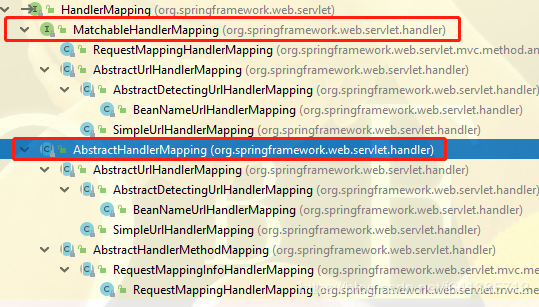 HandlerMapping (org.springframework.web.servlet)
MatchableHandlerMapping (org.springframework.web.servlet.handler)
RequestMappingHandlerMapping (org.springframework.web.servlet.mvc.method.an
AbstractUrlHandlerMapping (org.springframework.web.servlet.handler)
AbstractDetectingUrlHandlerMapping (org.springframework.web.servlet.handler)
BeanNameUrlHandlerMapping (org.springframework.web.servlet.handler)
SimpleUrlHandlerMapping (org.springframework.web.servlet.handler)
AbstractHandlerMapping (org.springframework.web.servlet.handler)
AbstractUrlHandlerMapping (org.springframework.web.servlet.handler)
AbstractDetectingUrlHandlerMapping (org.springframework.web.servlet.handler)
BeanNameUrlHandlerMapping (org.springframework.web.servlet.handler)
SimpleUrlHandlerMapping (org.springframework.web.servlet.handler)
AbstractHandlerMethodMapping (org.springframework.web.servlet.handler)
RequestMappingInfoHandlerMapping (org.springframework.web.servlet.mvc.me
RequestMappingHandlerMapping (org.springframework.web.servlet.mvc.